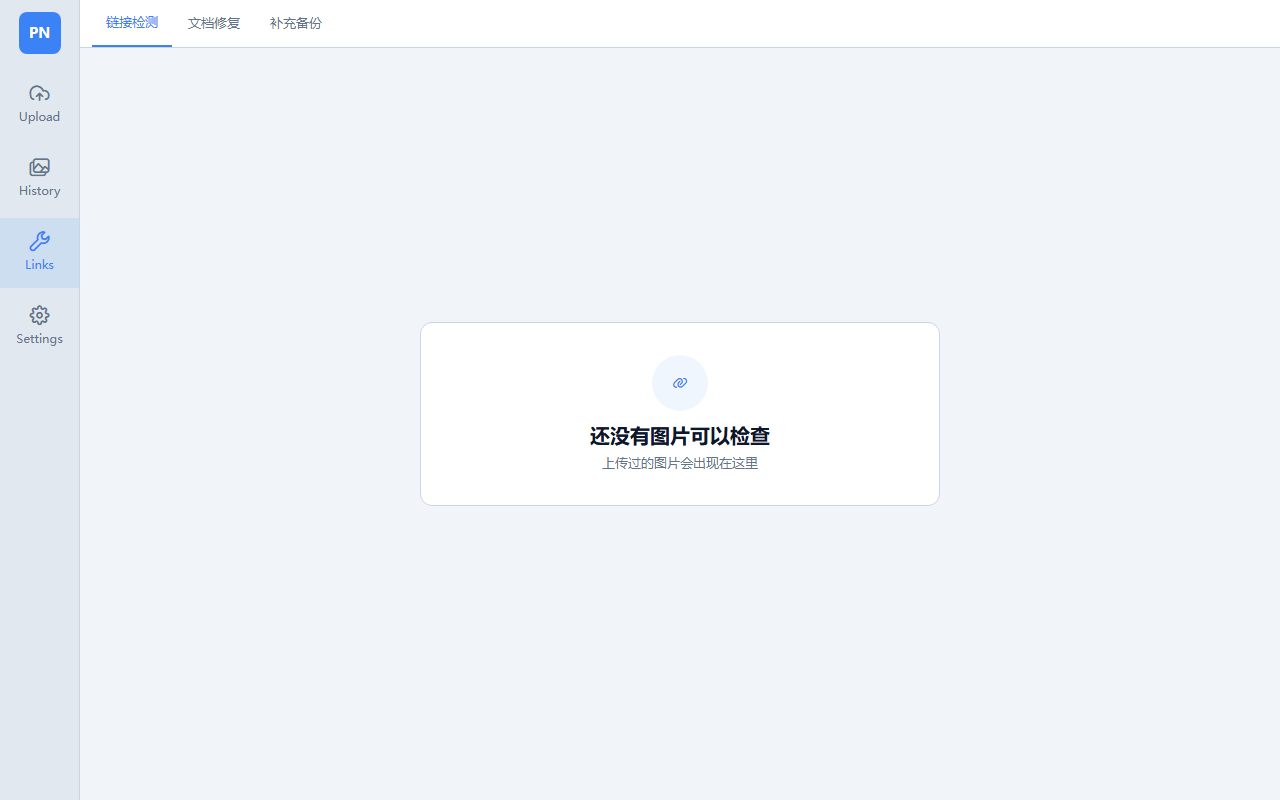 PN
链接检测
文档修复
补充备份
Upload
History
Links
Settings
还没有图片可以检查
上传过的图片会出现在这里